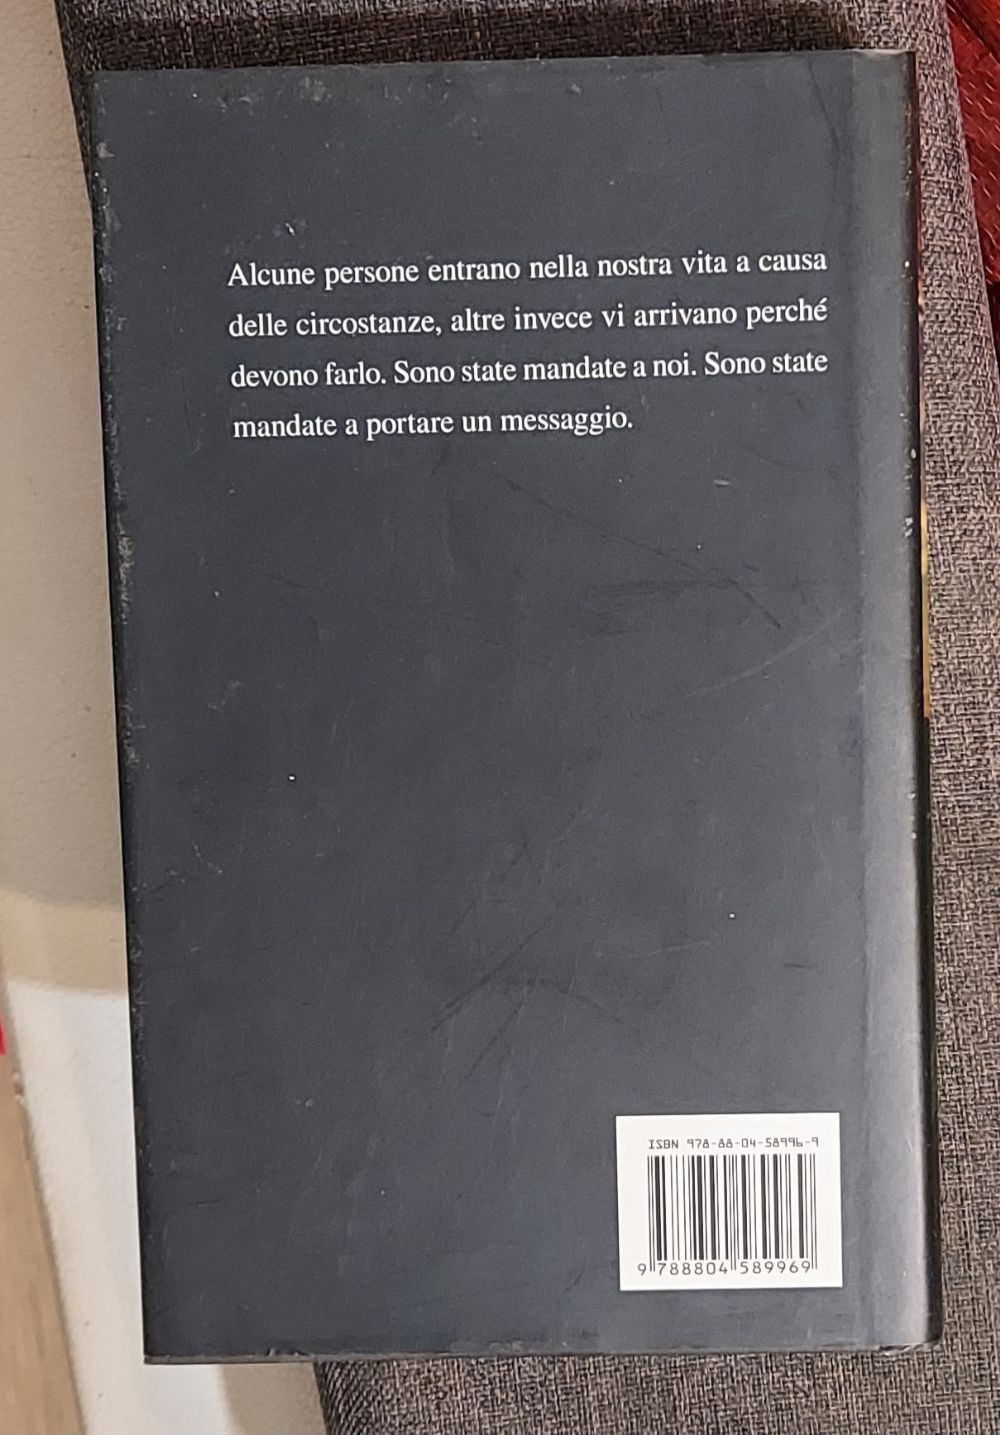 Alcune persone entrano nella nostra vita a causa
delle circostanze, altre invece vi arrivano perché
devono farlo. Sono state mandate a noi. Sono state
mandate a portare un messaggio.
ISBN 978-88-04-58996-9
9 788804 589969